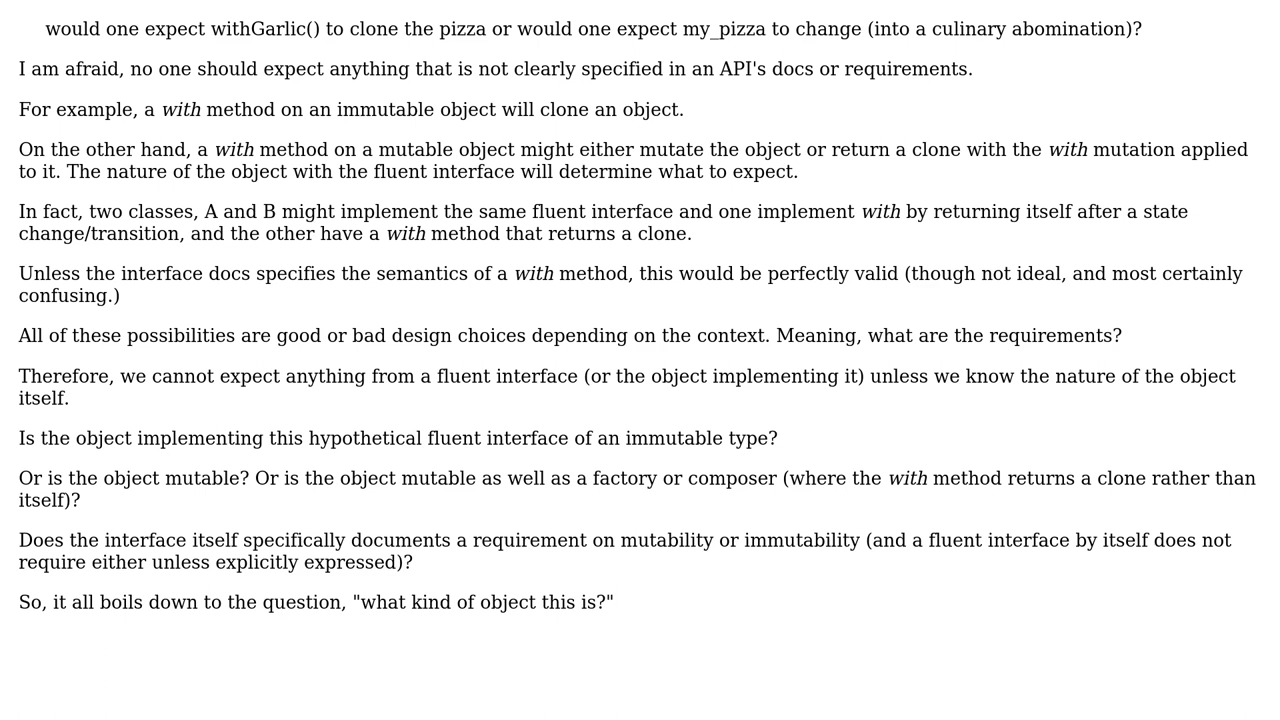 would one expect withGarlic() to clone the pizza or would one expect my_pizza to change (into a culinary abomination)?
I am afraid, no one should expect anything that is not clearly specified in an API's docs or requirements.
For example, a with method on an immutable object will clone an object.
On the other hand, a with method on a mutable object might either mutate the object or return a clone with the with mutation applied
to it. The nature of the object with the fluent interface will determine what to expect.
In fact, two classes, A and B might implement the same fluent interface and one implement with by returning itself after a state
change/transition, and the other have a with method that returns a clone.
Unless the interface docs specifies the semantics of a with method, this would be perfectly valid (though not ideal, and most certainly
confusing.)
All of these possibilities are good or bad design choices depending on the context. Meaning, what are the requirements?
Therefore, we cannot expect anything from a fluent interface (or the object implementing it) unless we know the nature of the object
itself.
Is the object implementing this hypothetical fluent interface of an immutable type?
Or is the object mutable? Or is the object mutable as well as a factory or composer (where the with method returns a clone rather than
itself)?
Does the interface itself specifically documents a requirement on mutability or immutability (and a fluent interface by itself does not
require either unless explicitly expressed)?
So, it all boils down to the question, "what kind of object this is?"